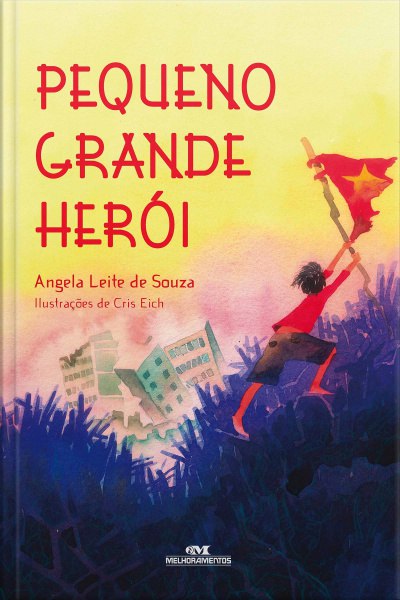 PEQUENO
GRANDE
HERÓI
Angela Leite de Souza
Ilustrações de Cris Eich
MELHORAMENTOS